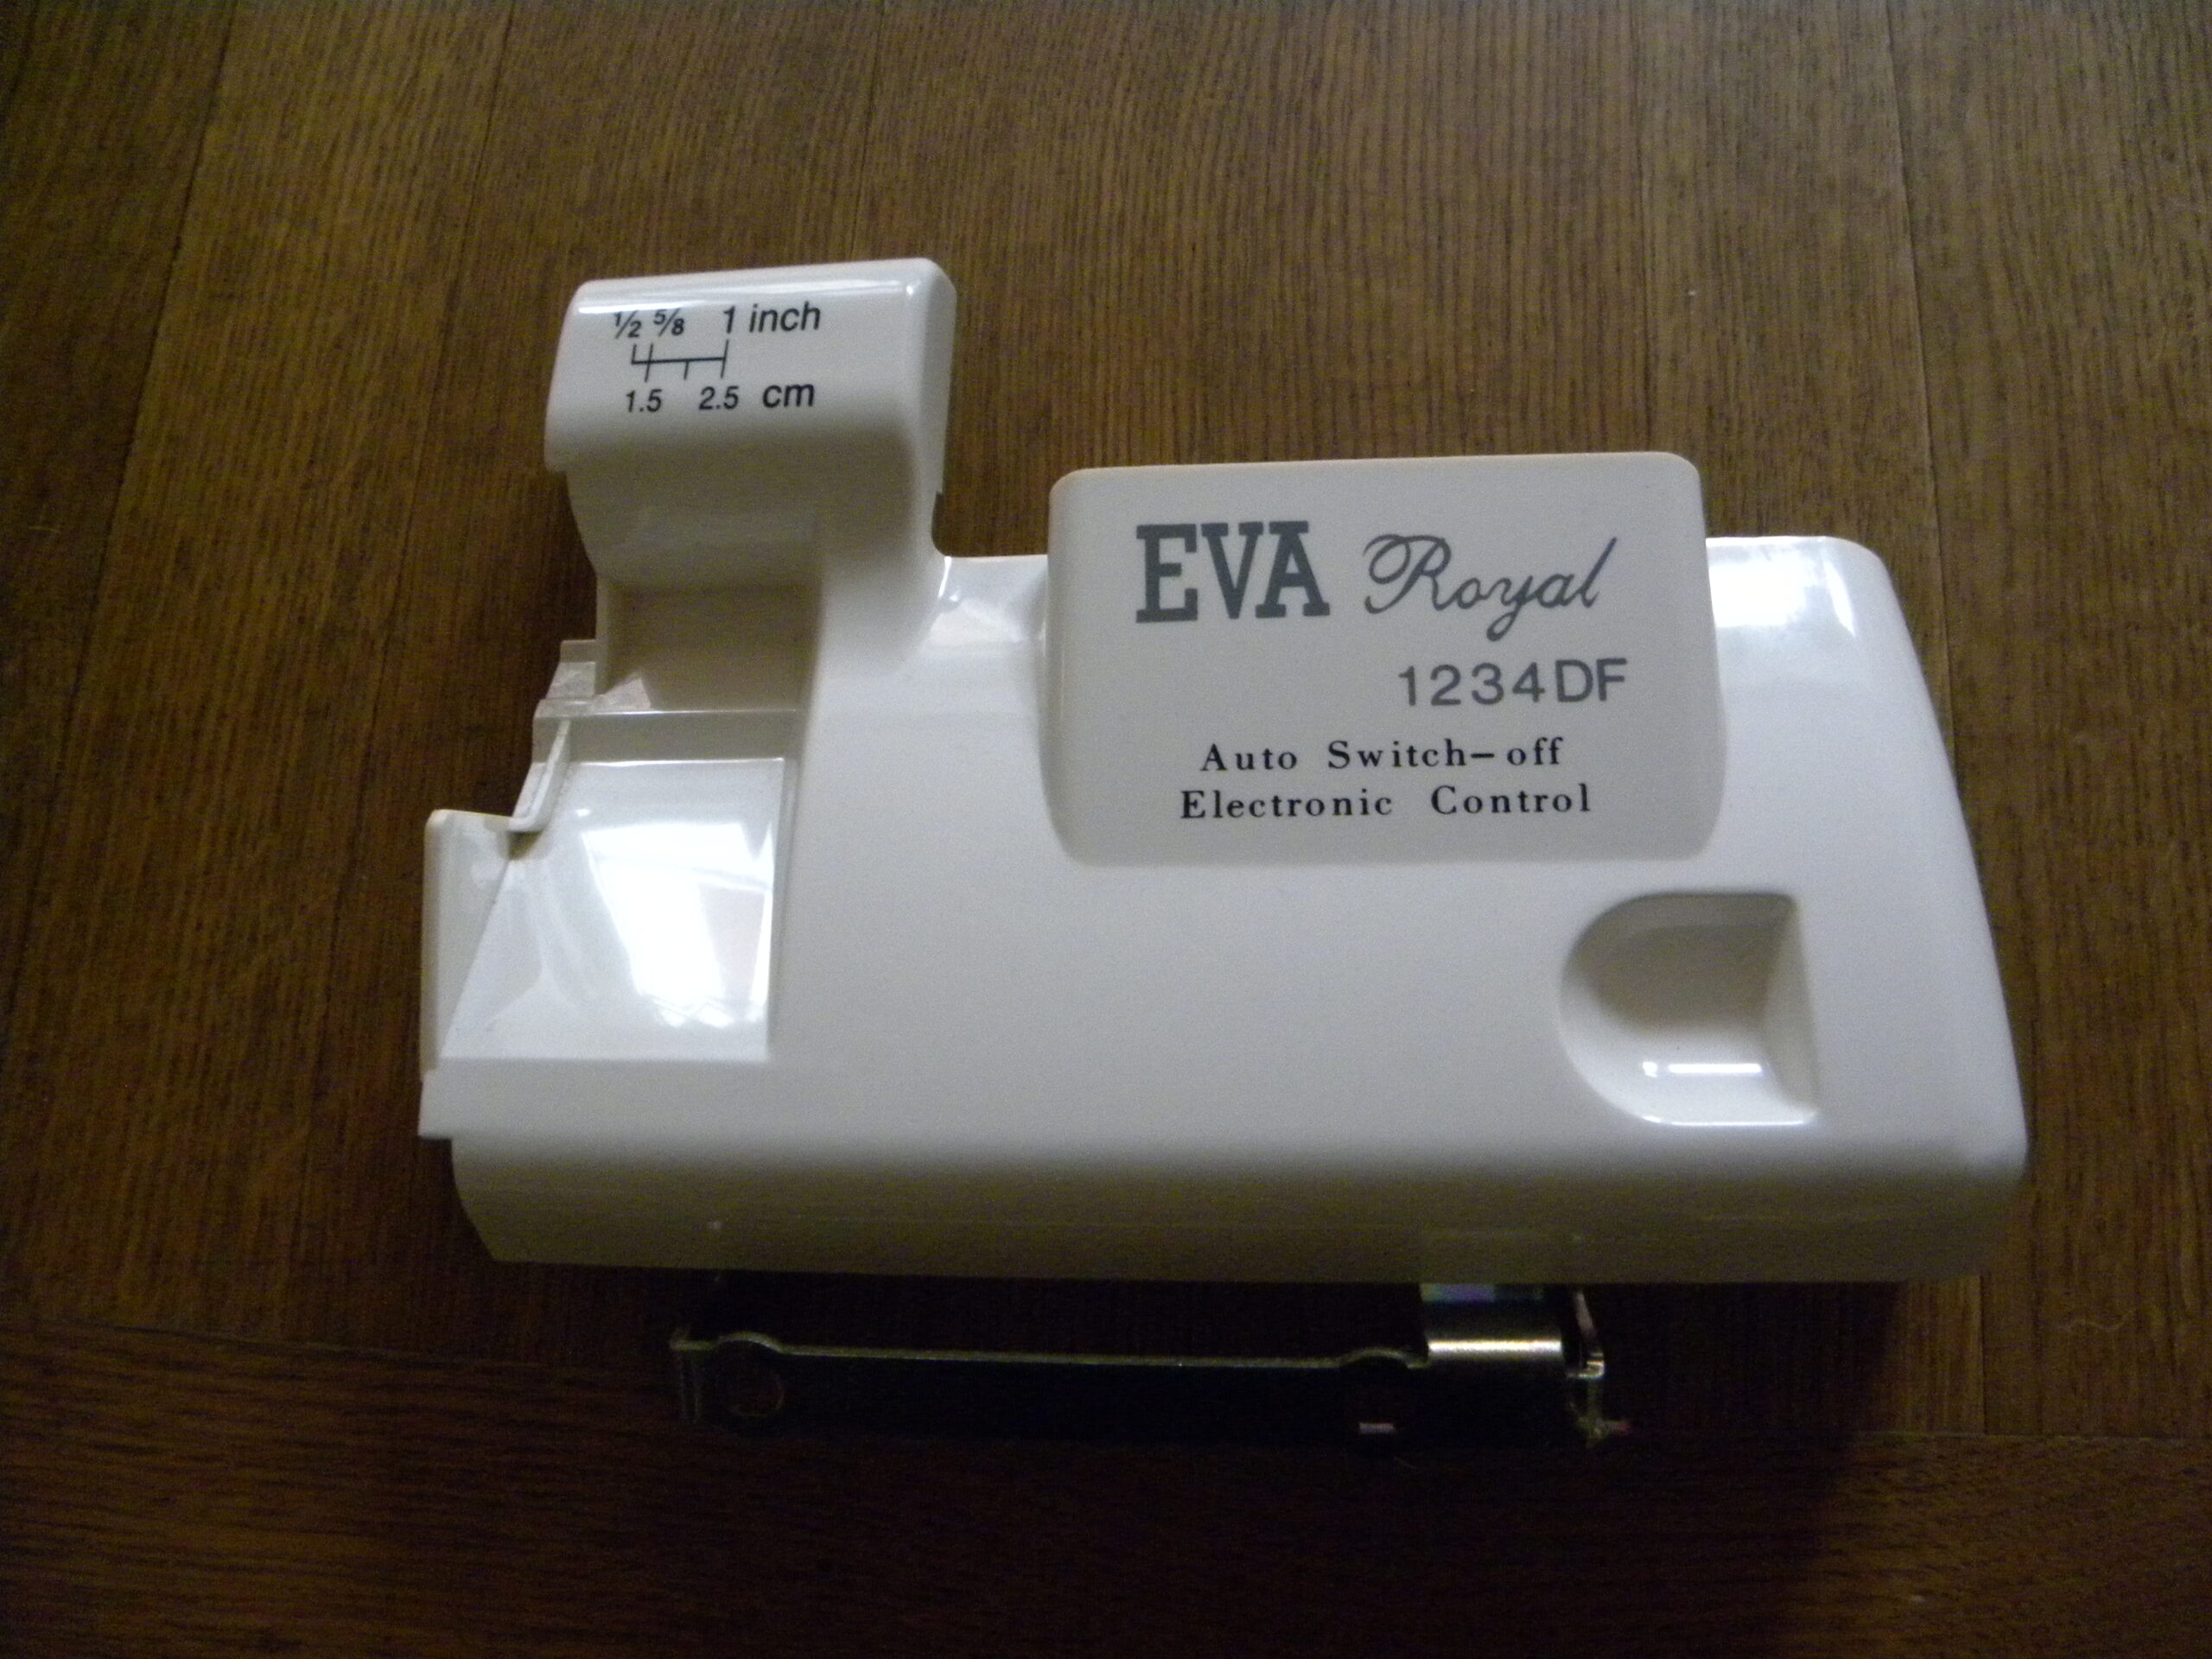 ½ ⅝ 1 inch
1.5 2.5 cm
EVA Royal
1234DF
Auto Switch-off
Electronic Control